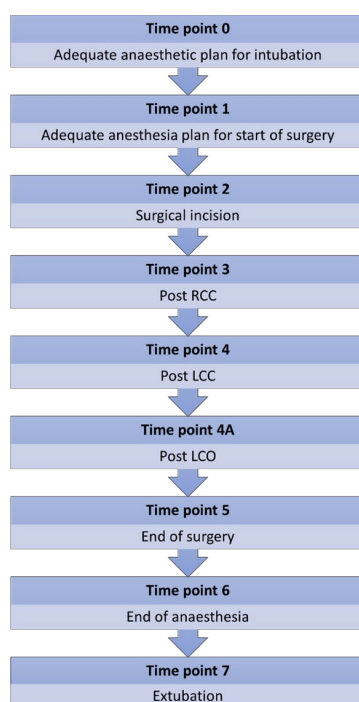 Time point 0
Adequate anaesthetic plan for intubation
Time point 1
Adequate anesthesia plan for start of surgery
Time point 2
Surgical incision
Time point 3
Post RCC
Time point 4
Post LCC
Time point 4A
Post LCO
Time point 5
End of surgery
Time point 6
End of anaesthesia
Time point 7
Extubation